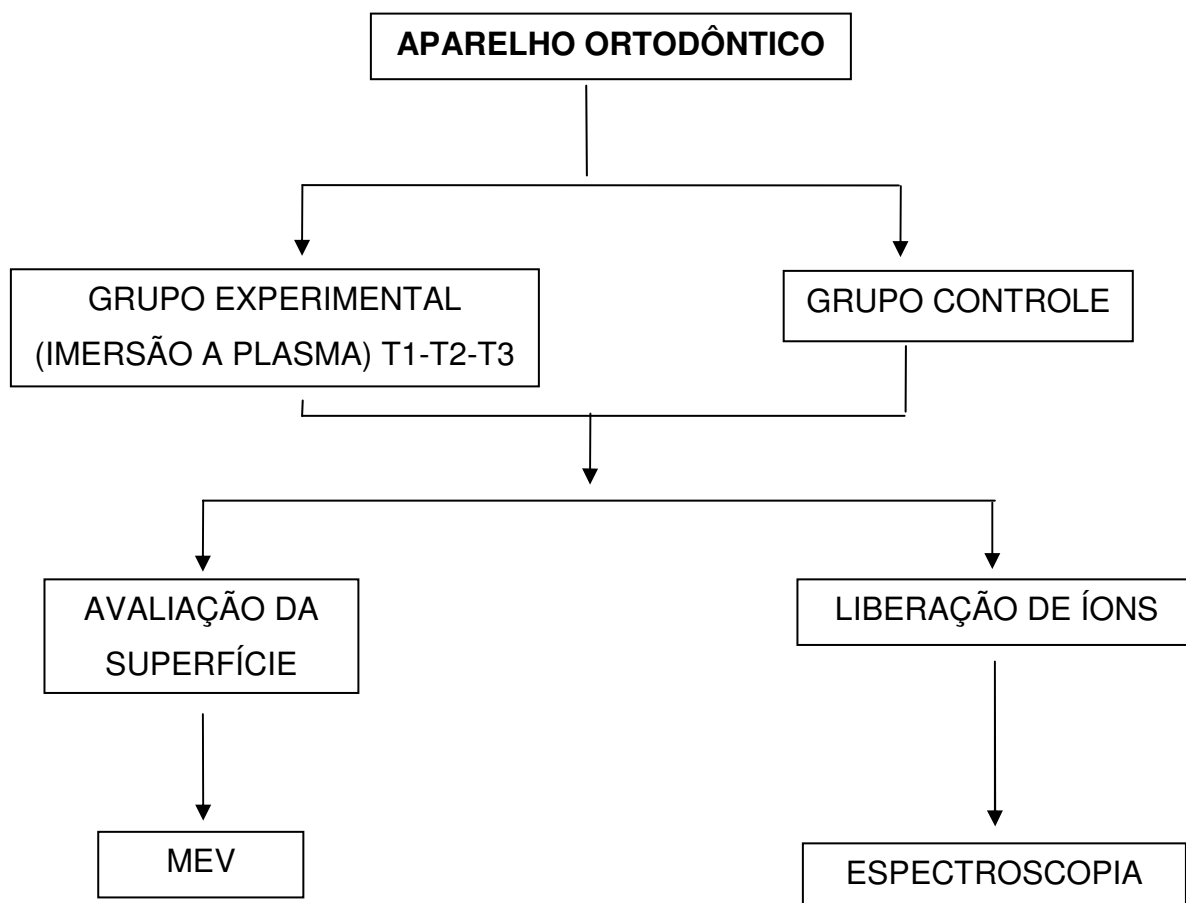 APARELHO ORTODÔNTICO
GRUPO EXPERIMENTAL
(IMERSÃO A PLASMA) T1-T2-T3
GRUPO CONTROLE
AVALIAÇÃO DA
SUPERFÍCIE
LIBERAÇÃO DE ÍONS
MEV
ESPECTROSCOPIA